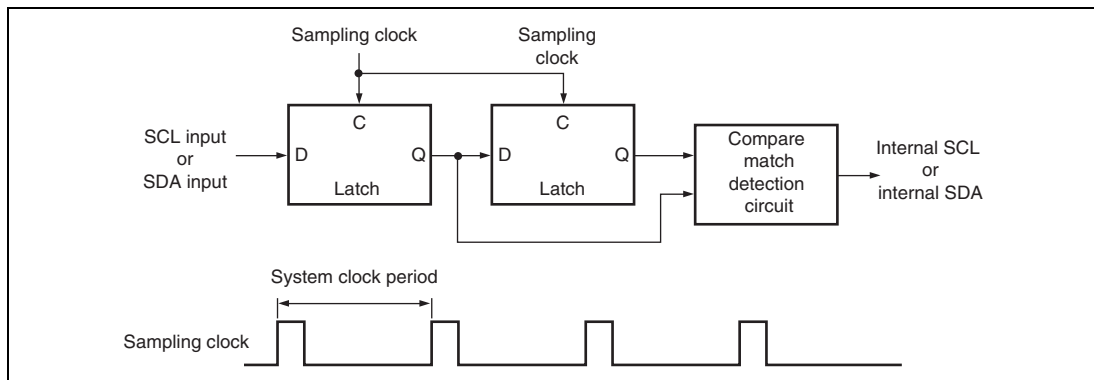 Sampling clock
Sampling
clock
C
C
SCL input
or
SDA input
D
Q
D
Q
Latch
Latch
Compare
match
detection
circuit
Internal SCL
or
internal SDA
System clock period
Sampling clock